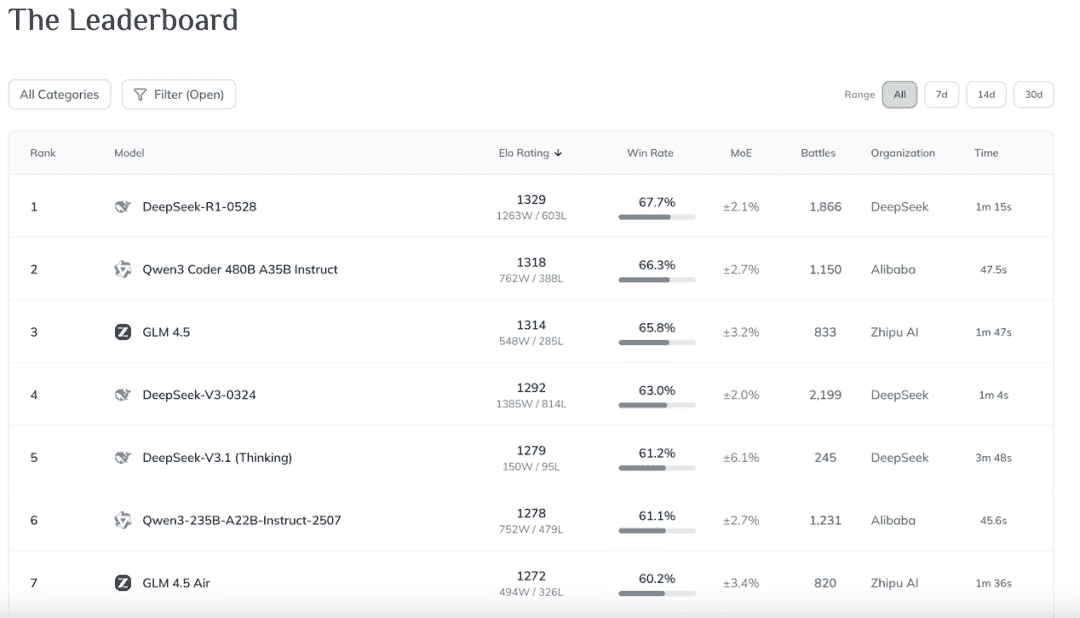 The Leaderboard
All Categories Filter (Open) Range All 7d 14d 30d
Rank Model Elo Rating ↓ Win Rate MoE Battles Organization Time
1 DeepSeek-R1-0528 1329 67.7% ±2.1% 1,866 DeepSeek 1m 15s
1263W / 603L
2 Qwen3 Coder 480B A35B Instruct 1318 66.3% ±2.7% 1,150 Alibaba 47.5s
762W / 388L
3 GLM 4.5 1314 65.8% ±3.2% 833 Zhipu AI 1m 47s
548W / 285L
4 DeepSeek-V3-0324 1292 63.0% ±2.0% 2,199 DeepSeek 1m 4s
1385W / 814L
5 DeepSeek-V3.1 (Thinking) 1279 61.2% ±6.1% 245 DeepSeek 3m 48s
150W / 95L
6 Qwen3-235B-A22B-Instruct-2507 1278 61.1% ±2.7% 1,231 Alibaba 45.6s
752W / 479L
7 GLM 4.5 Air 1272 60.2% ±3.4% 820 Zhipu AI 1m 36s
494W / 326L